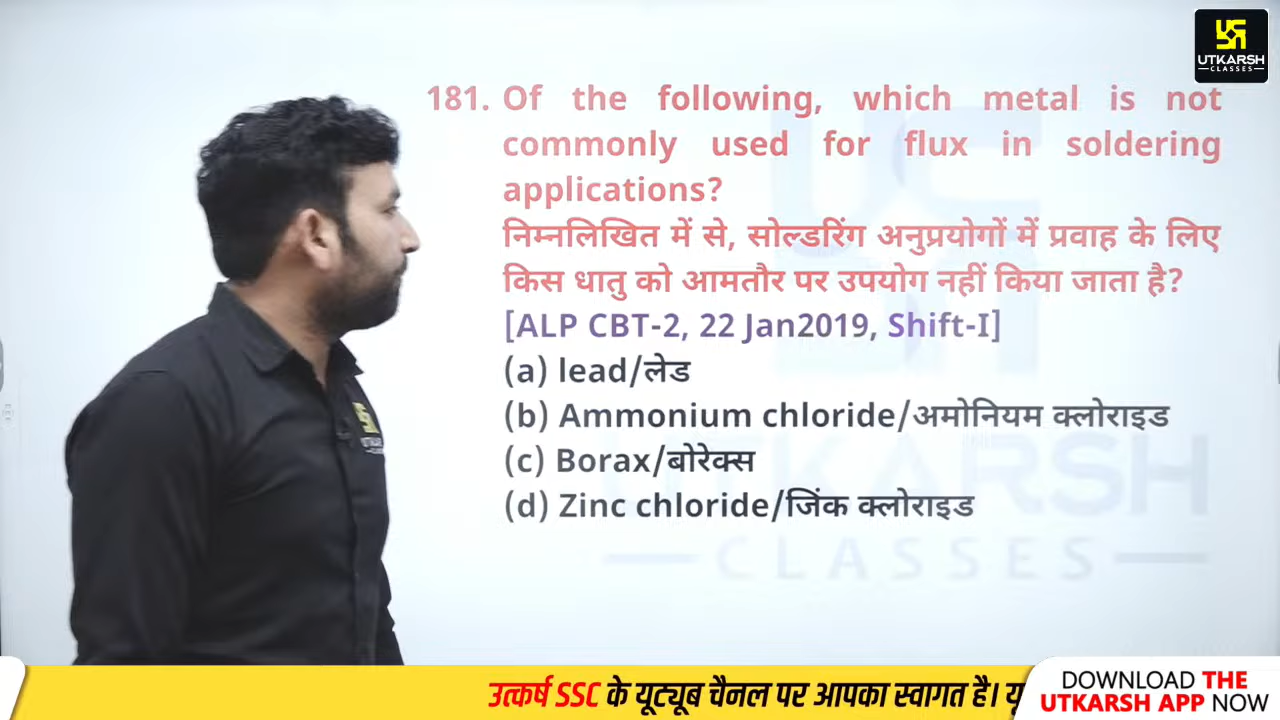 UTKARSH
CLASSES
181. Of the following, which metal is not
commonly used for flux in soldering
applications?
निम्नलिखित में से, सोल्डरिंग अनुप्रयोगों में प्रवाह के लिए
किस धातु को आमतौर पर उपयोग नहीं किया जाता है?
[ALP CBT-2, 22 Jan2019, Shift-I]
(a) lead/लेड
(b) Ammonium chloride/अमोनियम क्लोराइड
(c) Borax/बोरेक्स
(d) Zinc chloride/जिंक क्लोराइड
UTKARSH
CLASSES
उत्कर्ष SSC के यूट्यूब चैनल पर आपका स्वागत है। यू
DOWNLOAD THE
UTKARSH APP NOW